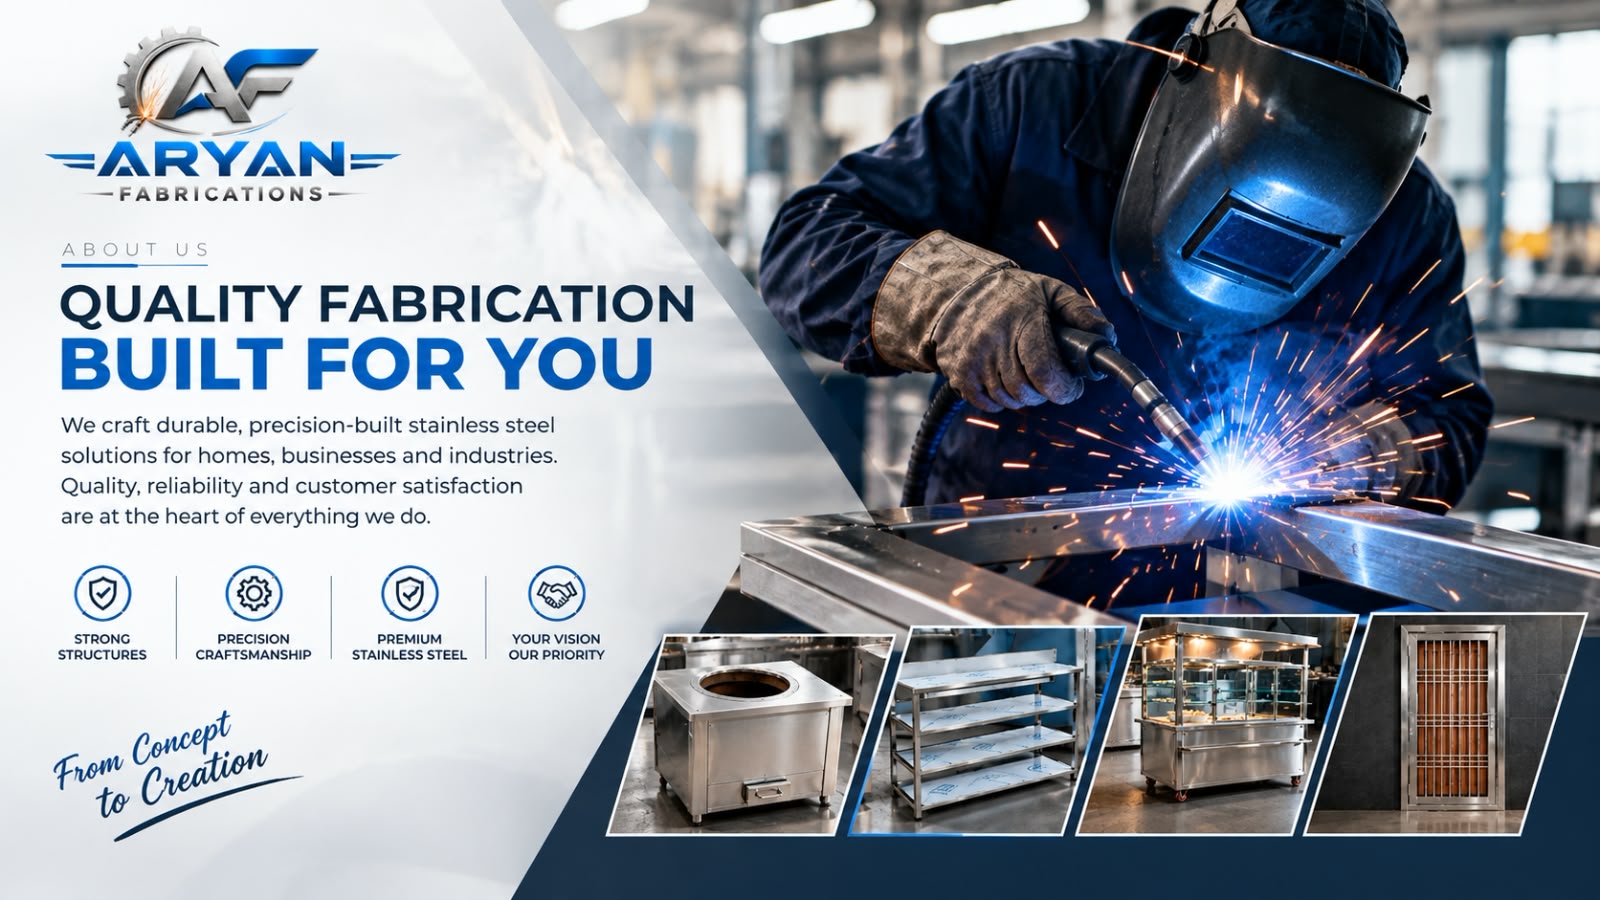 AF
ARYAN
FABRICATIONS
ABOUT US
QUALITY FABRICATION
BUILT FOR YOU
We craft durable, precision-built stainless steel
solutions for homes, businesses and industries.
Quality, reliability and customer satisfaction
are at the heart of everything we do.
STRONG
STRUCTURES
PRECISION
CRAFTSMANSHIP
PREMIUM
STAINLESS STEEL
YOUR VISION
OUR PRIORITY
From Concept
to Creation